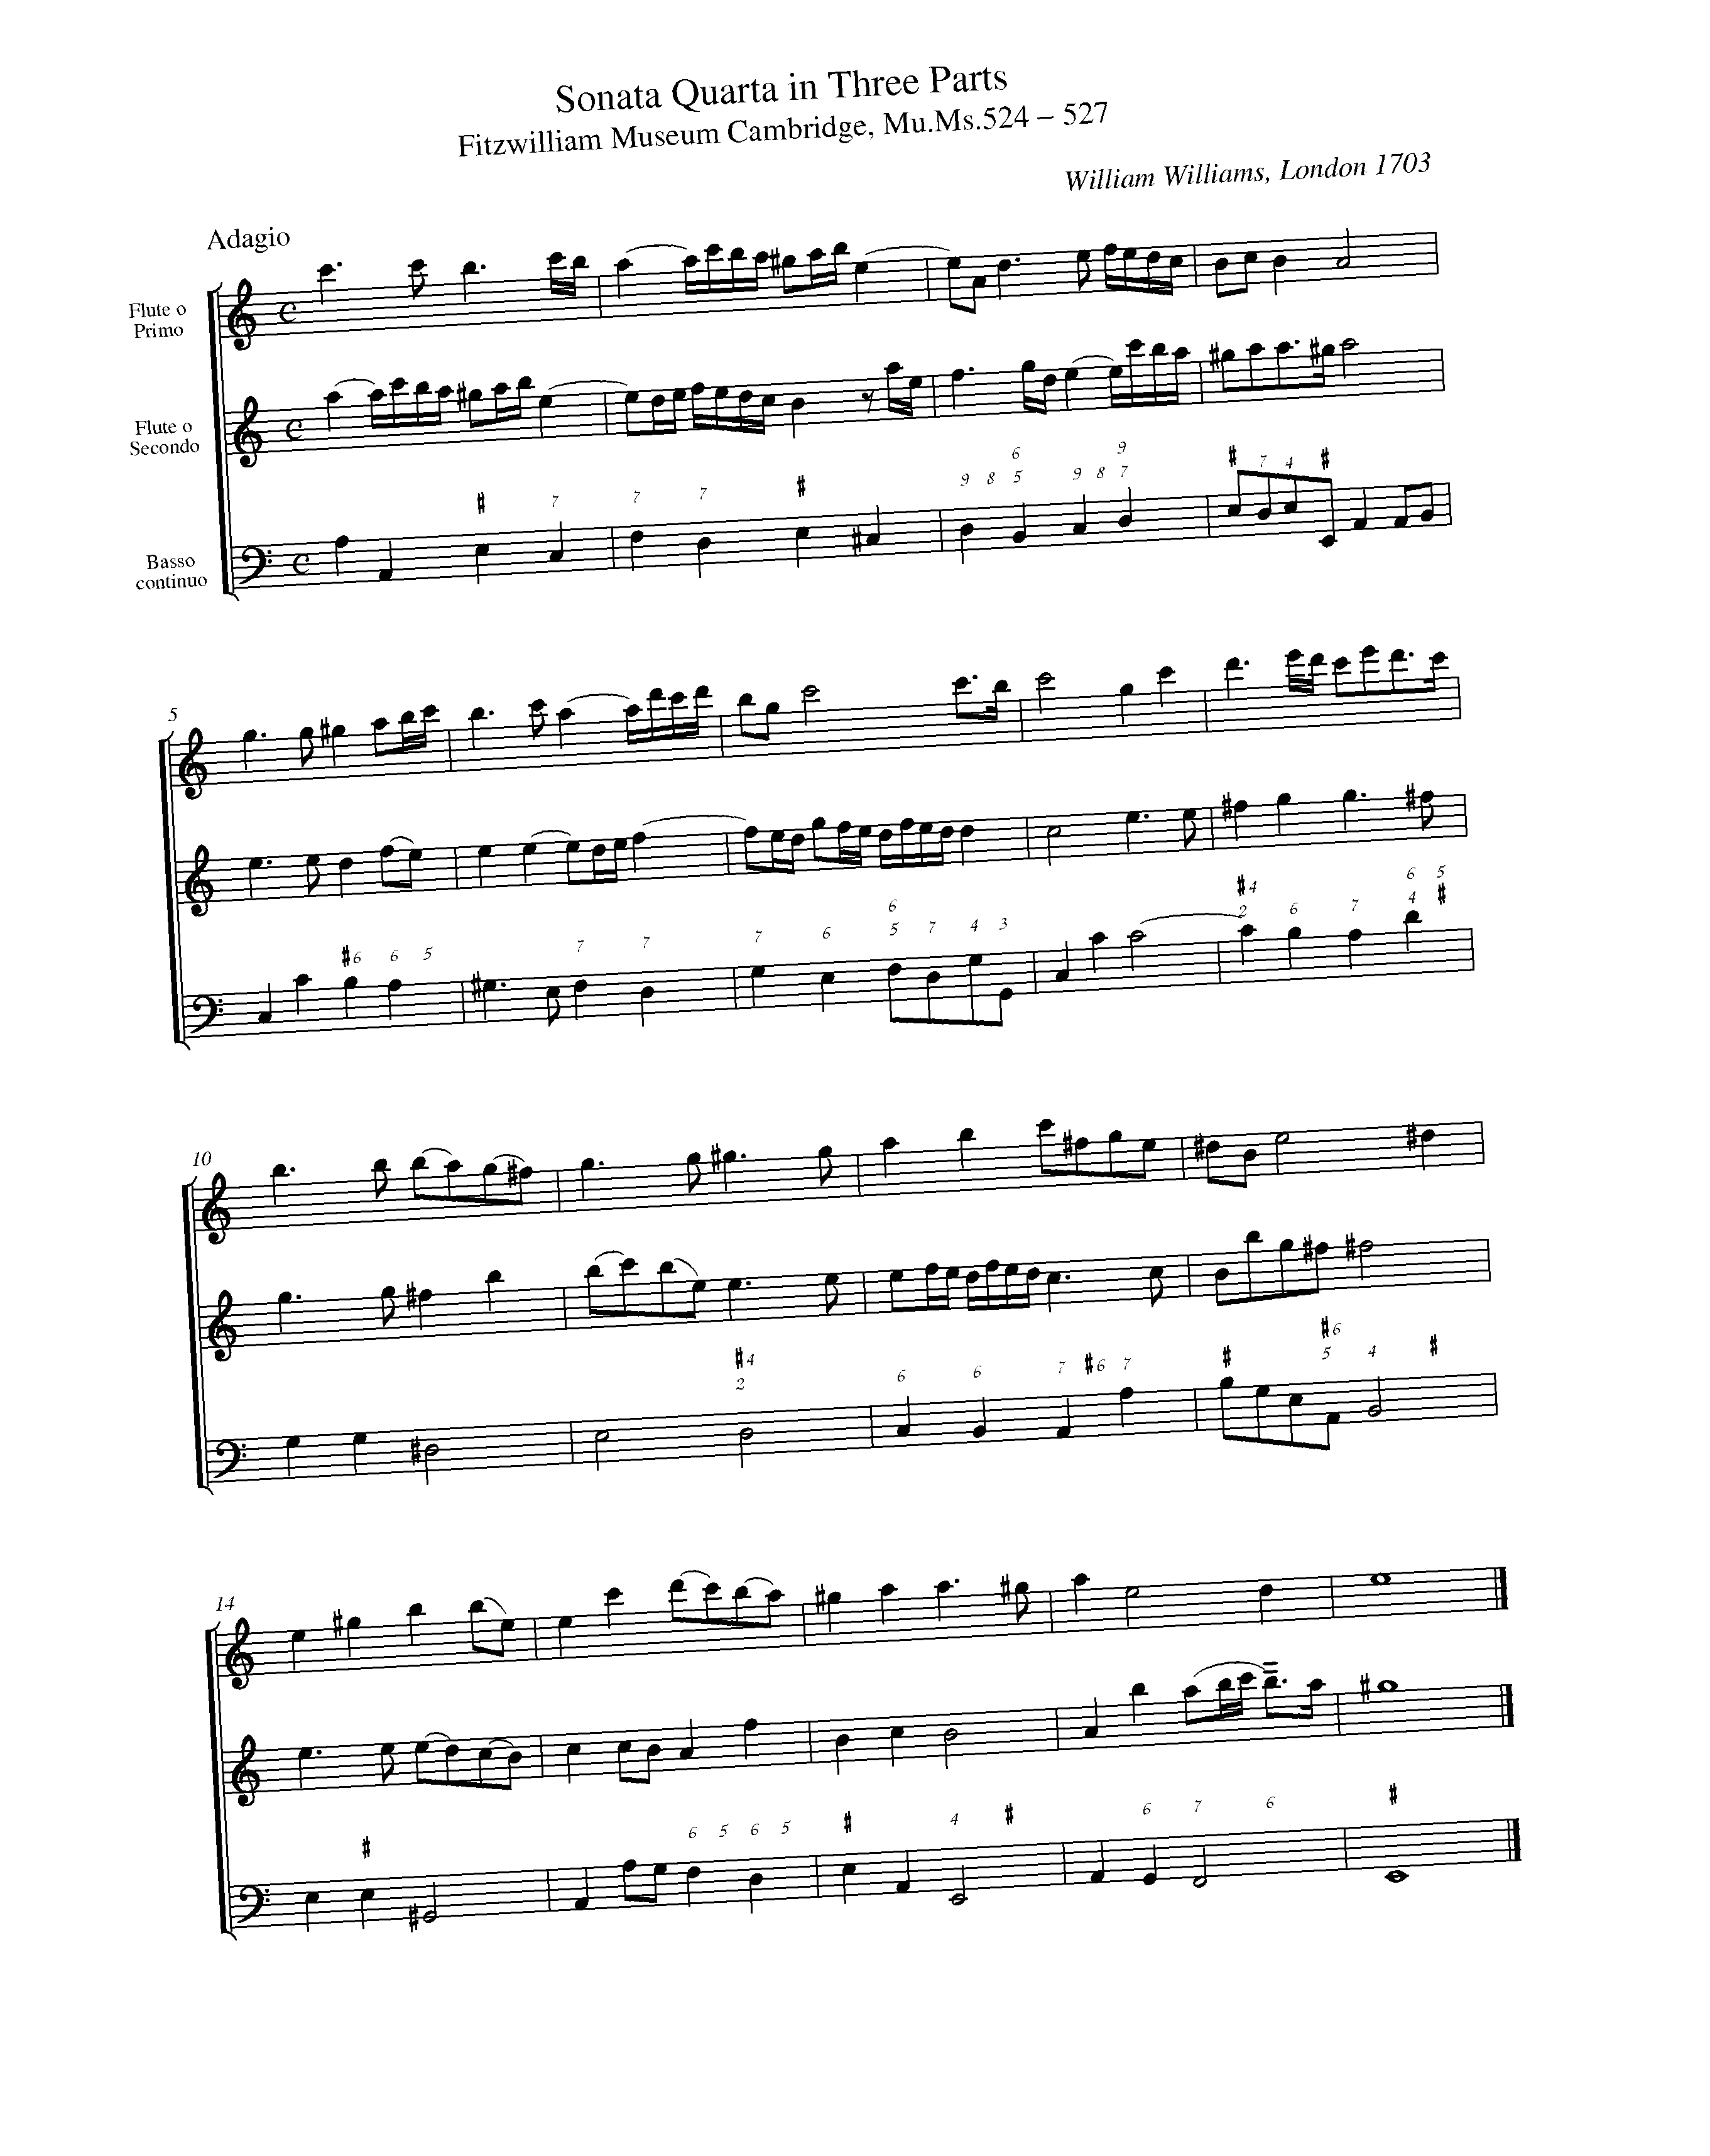 Sonata Quarta in Three Parts
Fitzwilliam Museum Cambridge, Mu.Ms.524 – 527
William Williams, London 1703
Adagio
Flute o
Primo
Flute o
Secondo
7 7 7 9 8 6 5 9 8 9 7 7 4
Basso
continuo
5
6 6 5 7 7 7 6 6 5 7 4 3 4 2 6 7 6 4 5
10
4 2 6 6 7 6 7 6 5 4
14
6 5 6 5 4 6 7 6